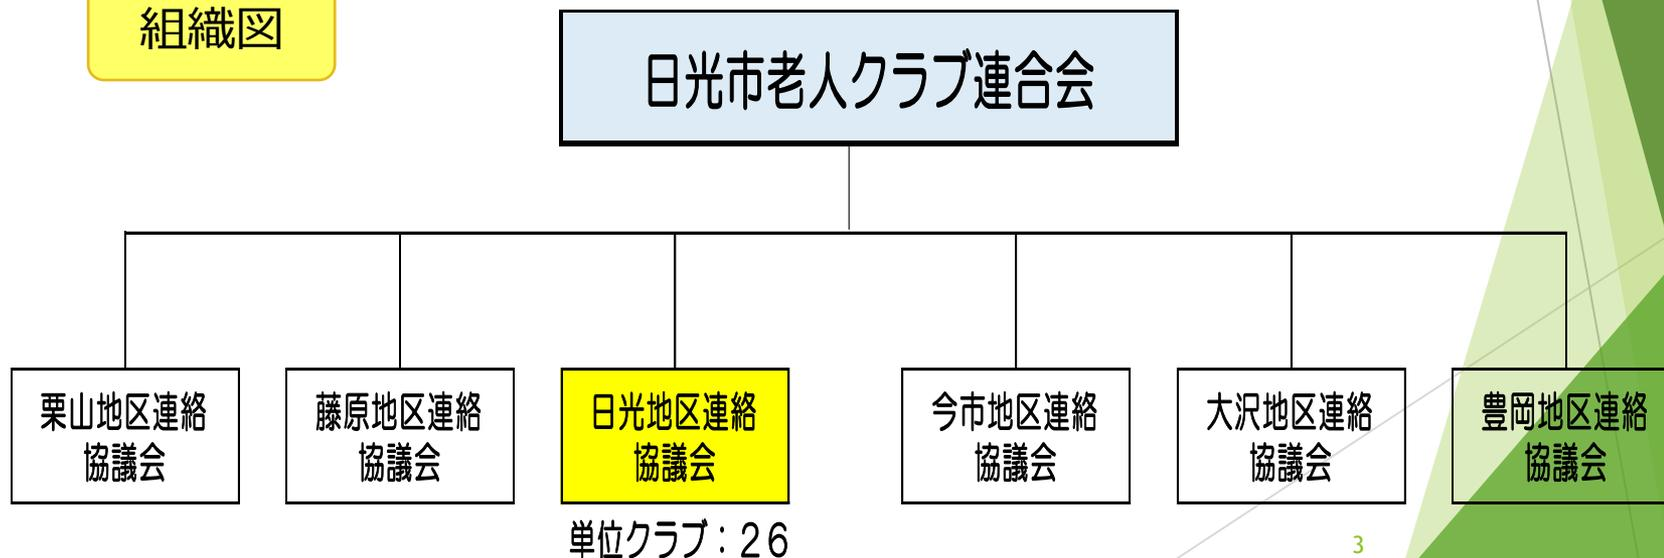 組織図
日光市老人クラブ連合会
栗山地区連絡
協議会
藤原地区連絡
協議会
日光地区連絡
協議会
今市地区連絡
協議会
大沢地区連絡
協議会
豊岡地区連絡
協議会
単位クラブ：２６
3